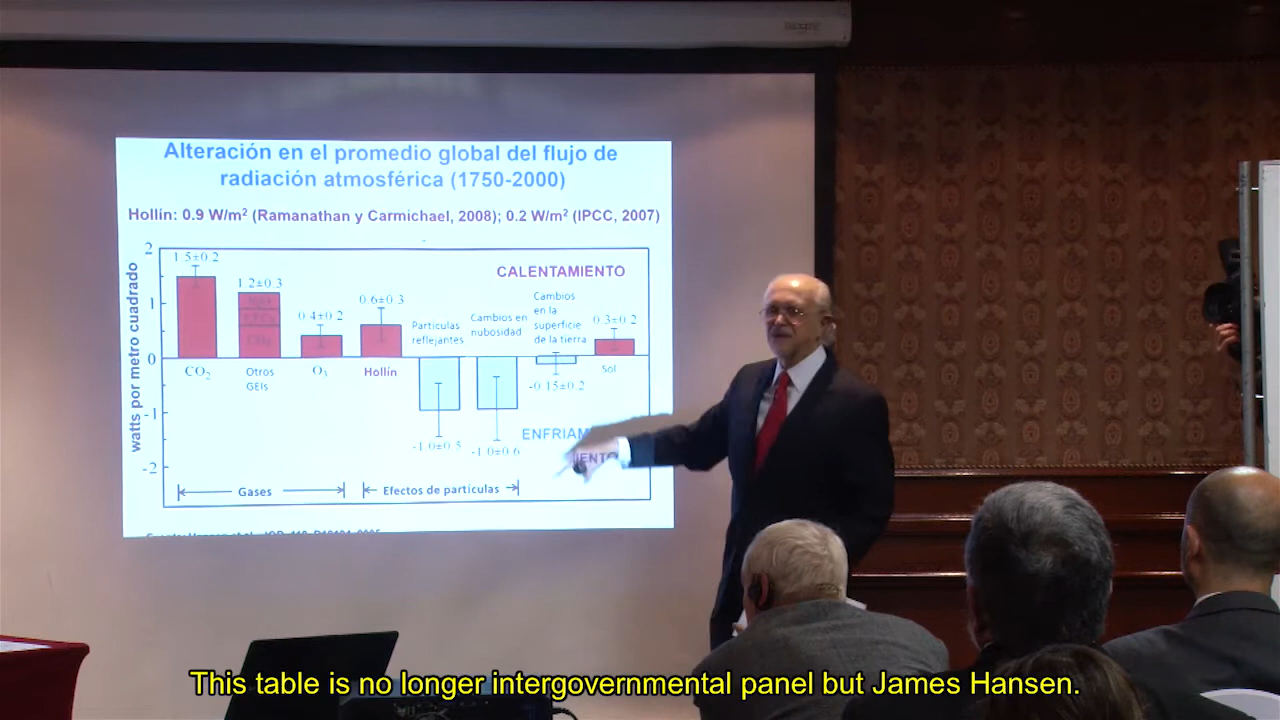 Alteración en el promedio global del flujo de
radiación atmosférica (1750-2000)
Hollín: 0.9 W/m² (Ramanathan y Carmichael, 2008); 0.2 W/m² (IPCC, 2007)
watts por metro cuadrado
2
1
0
-1
-2
1.5±0.2
1.2±0.3
0.4±0.2
0.6±0.3
CALENTAMIENTO
Partículas
reflejantes
Cambios en
nubosidad
Cambios
en la
superficie
de la tierra
0.3±0.2
CO₂
Otros
GEIs
O₃
Hollín
Sol
-1.0±0.5
-1.0±0.6
-0.15±0.2
Gases
Efectos de partículas
This table is no longer intergovernmental panel but James Hansen.